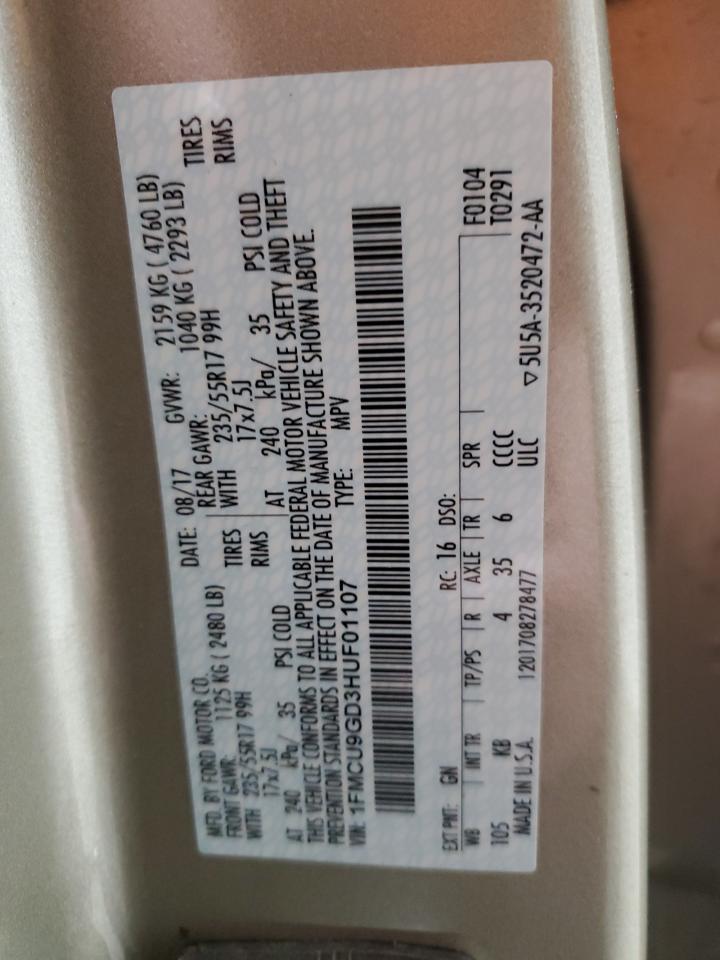 MFD. BY FORD MOTOR CO. DATE: 08/17 GVWR: 2159 KG ( 4760 LB)
FRONT GAWR: 1125 KG ( 2480 LB) REAR GAWR: 1040 KG ( 2293 LB)
WITH 235/55R17 99H TIRES WITH 235/55R17 99H TIRES
17x7.5J RIMS 17x7.5J RIMS
AT 240 kPa/ 35 PSI COLD AT 240 kPa/ 35 PSI COLD
THIS VEHICLE CONFORMS TO ALL APPLICABLE FEDERAL MOTOR VEHICLE SAFETY AND THEFT
PREVENTION STANDARDS IN EFFECT ON THE DATE OF MANUFACTURE SHOWN ABOVE.
VIN: 1FMCU9GD3HUF01107 TYPE: MPV
EXT PNT: GN RC: 16 DSO: F0104
WB INT TR TP/PS R AXLE TR SPR T0291
105 KB 4 35 6 CCCC
MADE IN U.S.A. 1201708278477 ULC ▽5U5A-3520472-AA